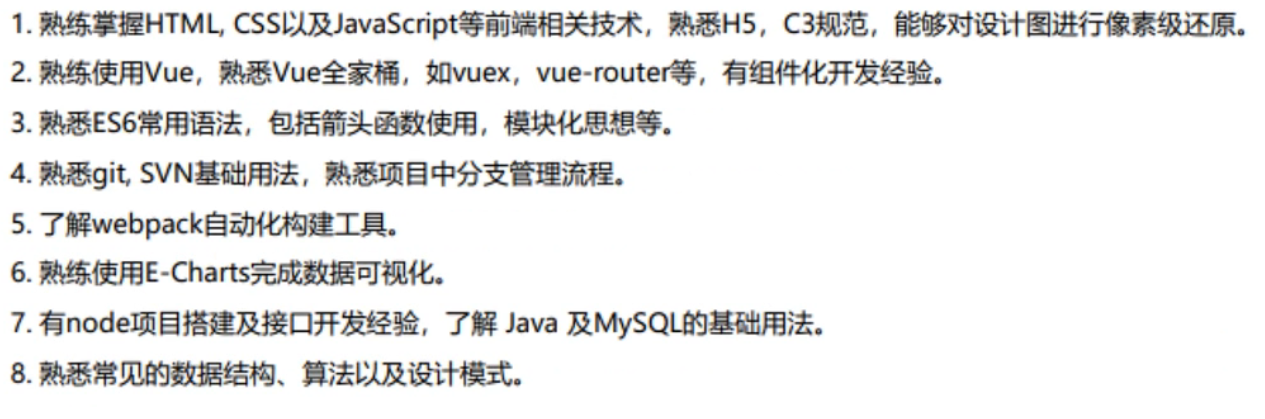 1. 熟练掌握HTML, CSS以及JavaScript等前端相关技术，熟悉H5，C3规范，能够对设计图进行像素级还原。
2. 熟练使用Vue，熟悉Vue全家桶，如vuex，vue-router等，有组件化开发经验。
3. 熟悉ES6常用语法，包括箭头函数使用，模块化思想等。
4. 熟悉git, SVN基础用法，熟悉项目中分支管理流程。
5. 了解webpack自动化构建工具。
6. 熟练使用E-Charts完成数据可视化。
7. 有node项目搭建及接口开发经验，了解 Java 及MySQL的基础用法。
8. 熟悉常见的数据结构、算法以及设计模式。